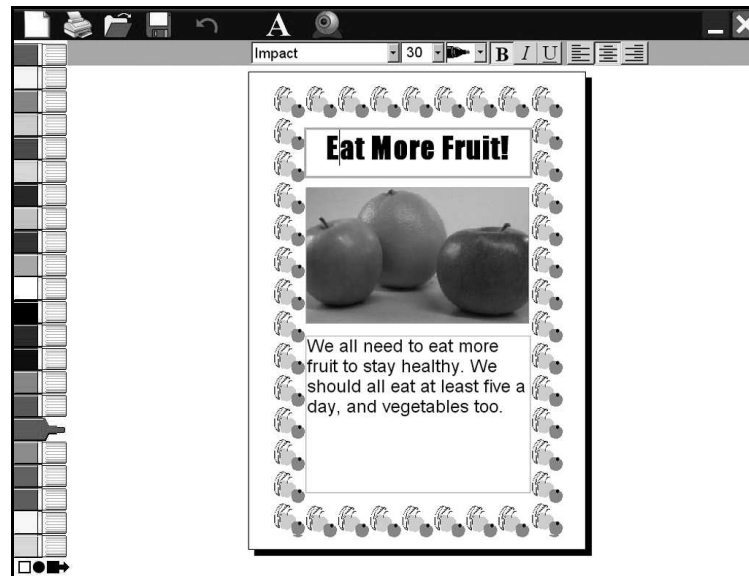 A
Impact 30 B I U
Eat More Fruit!
We all need to eat more
fruit to stay healthy. We
should all eat at least five a
day, and vegetables too.